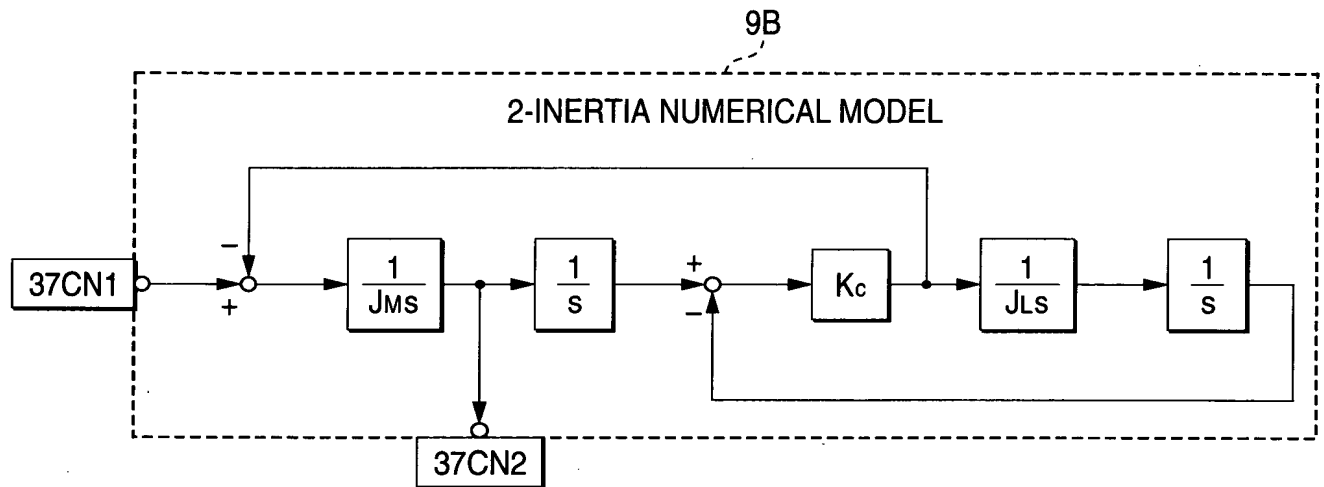 9B
2-INERTIA NUMERICAL MODEL
37CN1
−
+
1
JMs
1
s
+
−
Kc
1
JLs
1
s
37CN2